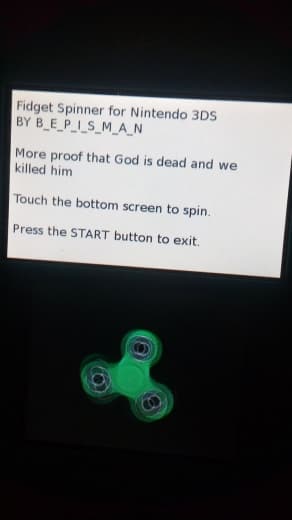 Fidget Spinner for Nintendo 3DS
BY B_E_P_I_S_M_A_N
More proof that God is dead and we
killed him
Touch the bottom screen to spin.
Press the START button to exit.